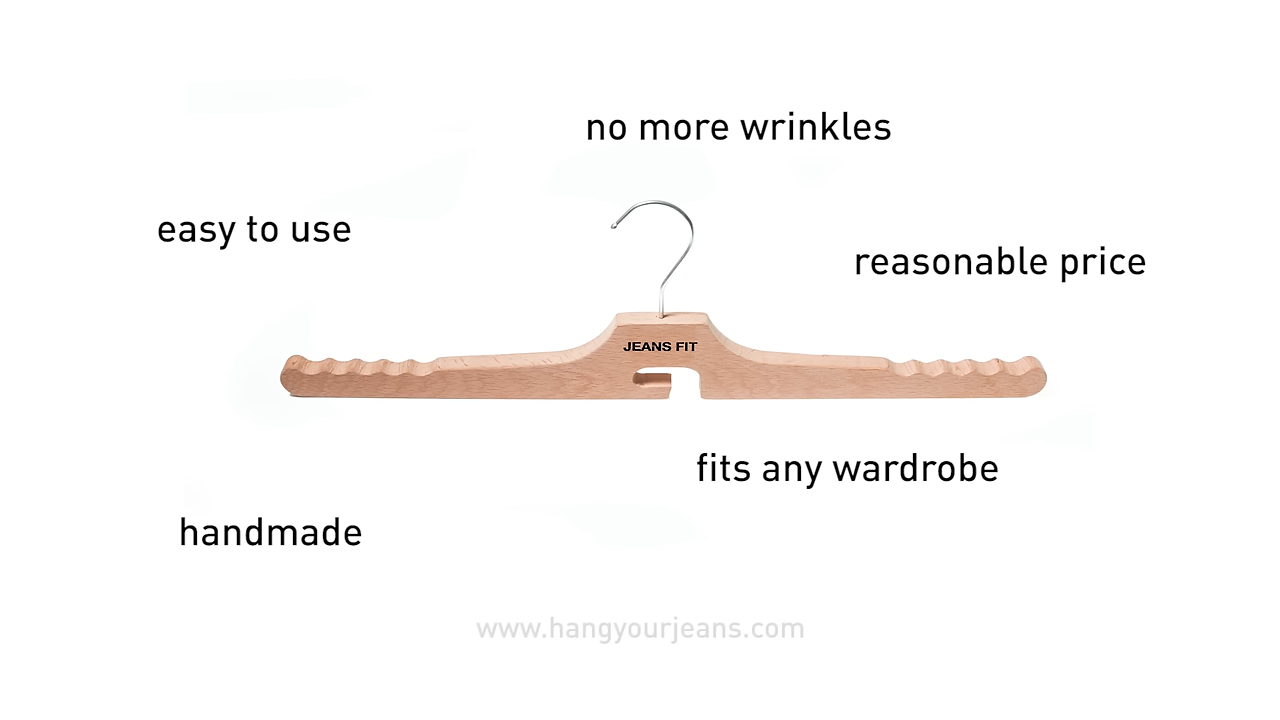 no more wrinkles
easy to use
reasonable price
JEANS FIT
fits any wardrobe
handmade
www.hangyourjeans.com